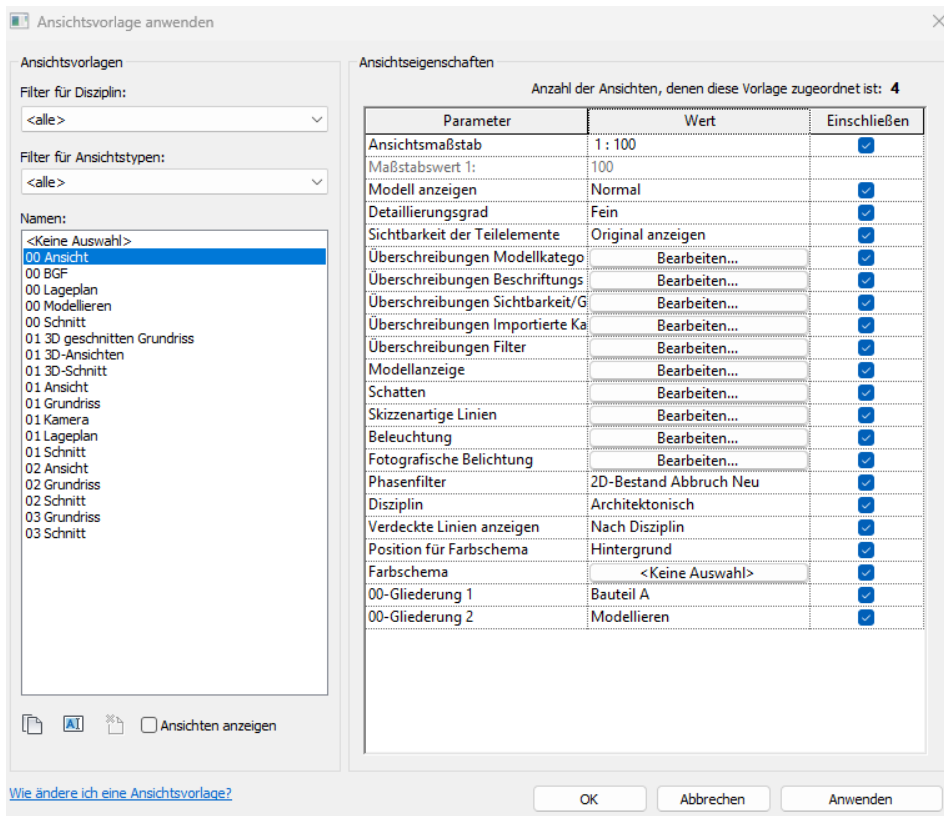 Ansichtsvorlage anwenden
Ansichtsvorlagen
Filter für Disziplin:
<alle>
Filter für Ansichtstypen:
<alle>
Namen:
<Keine Auswahl>
00 Ansicht
00 BGF
00 Lageplan
00 Modellieren
00 Schnitt
01 3D geschnitten Grundriss
01 3D-Ansichten
01 3D-Schnitt
01 Ansicht
01 Grundriss
01 Kamera
01 Lageplan
01 Schnitt
02 Ansicht
02 Grundriss
02 Schnitt
03 Grundriss
03 Schnitt
Ansichten anzeigen
Ansichtseigenschaften
Anzahl der Ansichten, denen diese Vorlage zugeordnet ist: 4
Parameter Wert Einschließen
Ansichtsmaßstab 1 : 100
Maßstabswert 1: 100
Modell anzeigen Normal
Detaillierungsgrad Fein
Sichtbarkeit der Teilelemente Original anzeigen
Überschreibungen Modellkatego Bearbeiten...
Überschreibungen Beschriftungs Bearbeiten...
Überschreibungen Sichtbarkeit/G Bearbeiten...
Überschreibungen Importierte Ka Bearbeiten...
Überschreibungen Filter Bearbeiten...
Modellanzeige Bearbeiten...
Schatten Bearbeiten...
Skizzenartige Linien Bearbeiten...
Beleuchtung Bearbeiten...
Fotografische Belichtung Bearbeiten...
Phasenfilter 2D-Bestand Abbruch Neu
Disziplin Architektonisch
Verdeckte Linien anzeigen Nach Disziplin
Position für Farbschema Hintergrund
Farbschema <Keine Auswahl>
00-Gliederung 1 Bauteil A
00-Gliederung 2 Modellieren
Wie ändere ich eine Ansichtsvorlage?
OK Abbrechen Anwenden